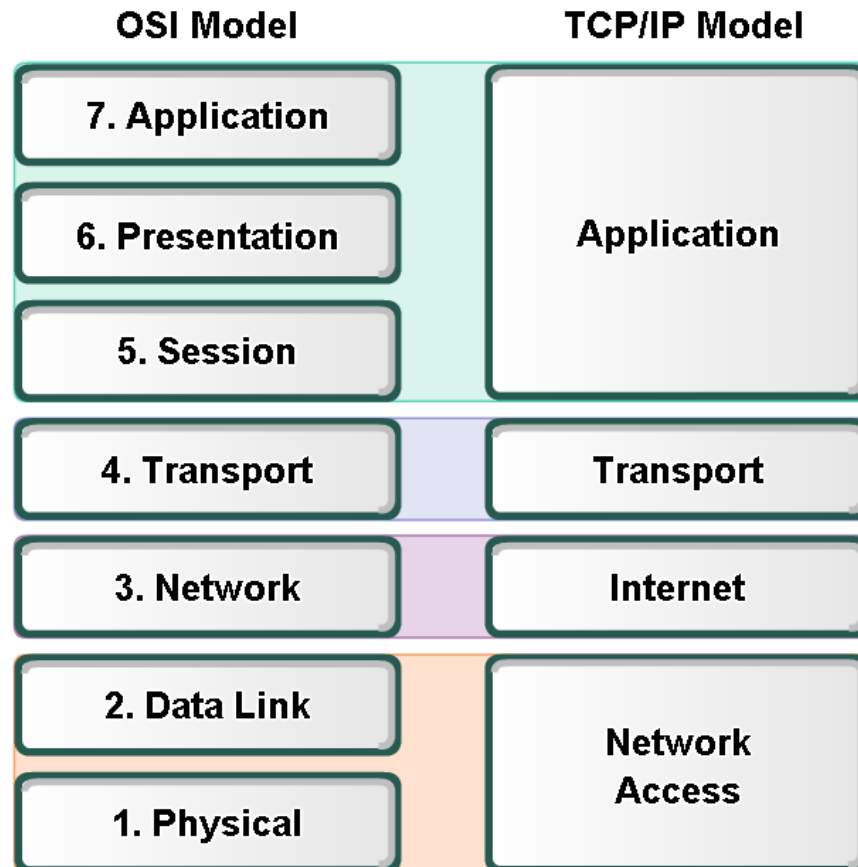 OSI Model
TCP/IP Model
7. Application
6. Presentation
5. Session
Application
4. Transport
Transport
3. Network
Internet
2. Data Link
1. Physical
Network
Access